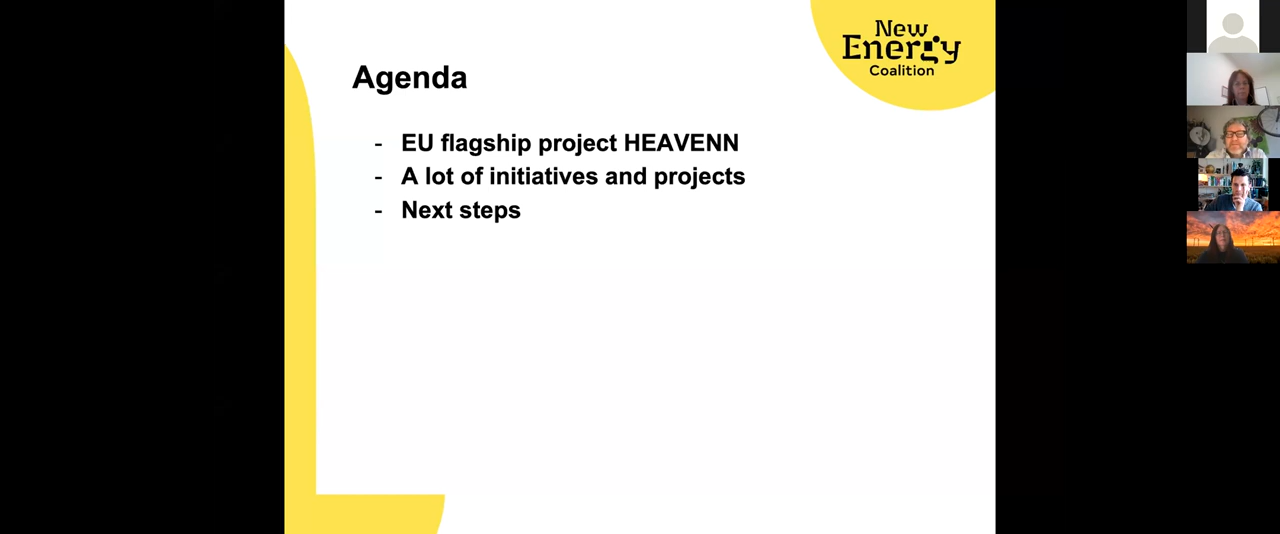 New
Energy
Coalition
Agenda
- EU flagship project HEAVENN
- A lot of initiatives and projects
- Next steps